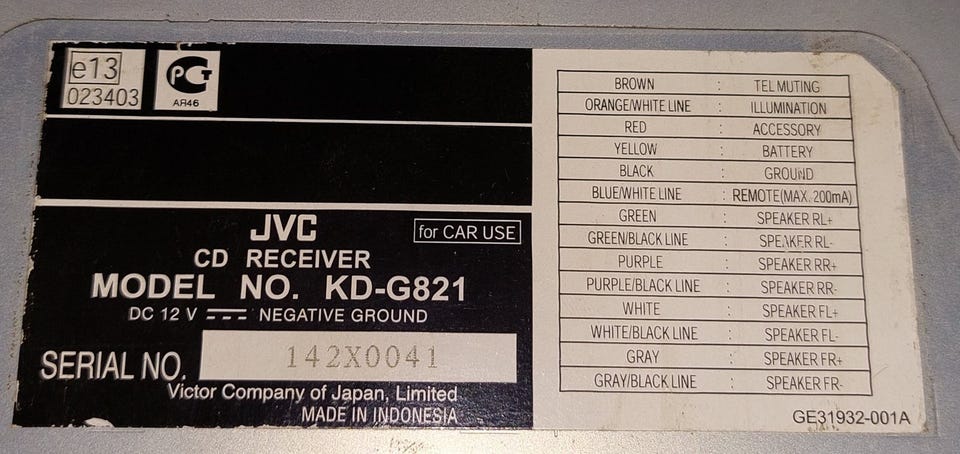 e13
023403
РСТ
АЯ46
JVC
for CAR USE
CD RECEIVER
MODEL NO. KD-G821
DC 12 V NEGATIVE GROUND
SERIAL NO. 142X0041
Victor Company of Japan, Limited
MADE IN INDONESIA
BROWN : TEL MUTING
ORANGE/WHITE LINE : ILLUMINATION
RED : ACCESSORY
YELLOW : BATTERY
BLACK : GROUND
BLUE/WHITE LINE : REMOTE(MAX. 200mA)
GREEN : SPEAKER RL+
GREEN/BLACK LINE : SPEAKER RL-
PURPLE : SPEAKER RR+
PURPLE/BLACK LINE : SPEAKER RR-
WHITE : SPEAKER FL+
WHITE/BLACK LINE : SPEAKER FL-
GRAY : SPEAKER FR+
GRAY/BLACK LINE : SPEAKER FR-
GE31932-001A